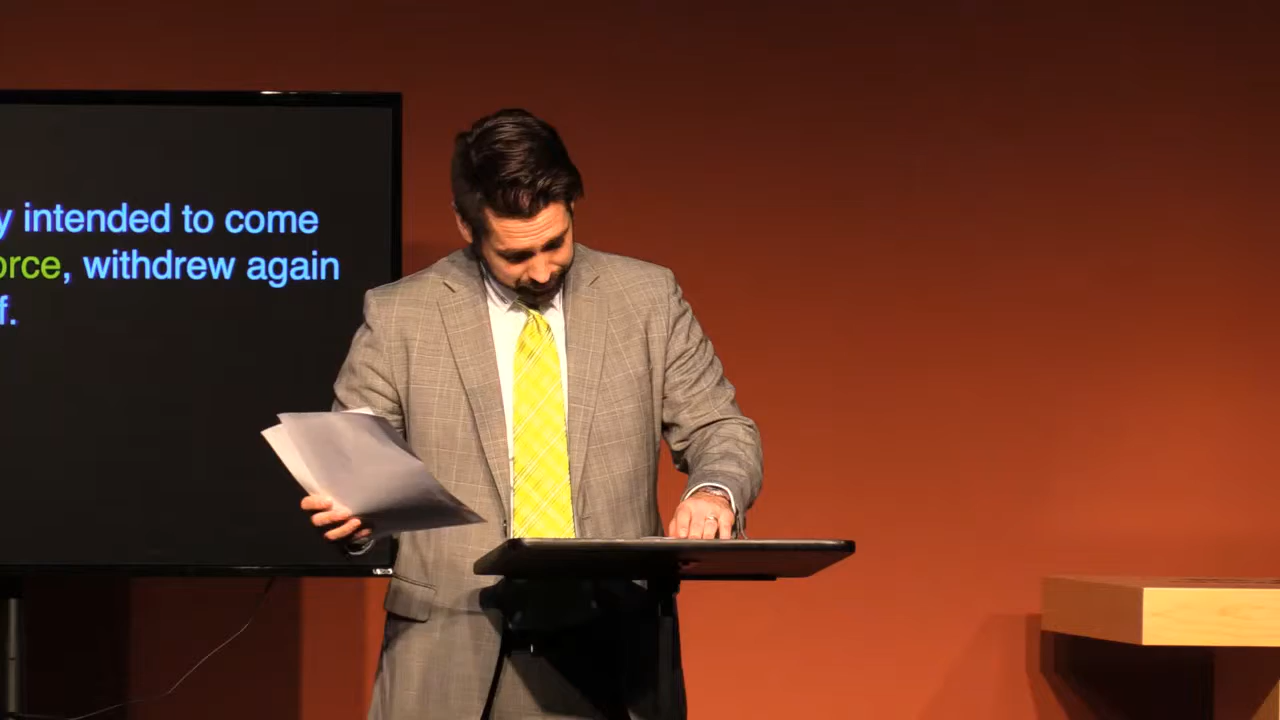 y intended to come
orce, withdrew again
f.